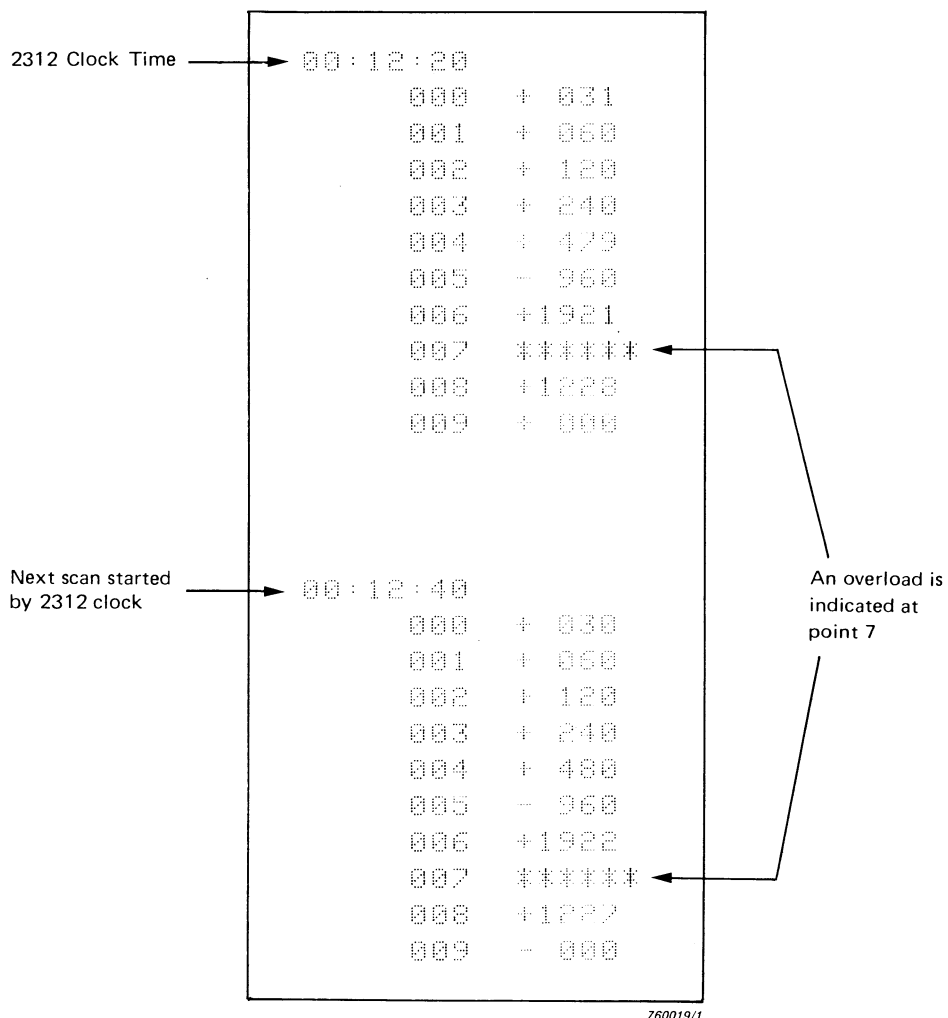 2312 Clock Time
00:12:20
000 + 031
001 + 060
002 + 120
003 + 240
004 + 479
005 - 960
006 +1921
007 ******
008 +1228
009 + 000
Next scan started
by 2312 clock
00:12:40
000 + 030
001 + 060
002 + 120
003 + 240
004 + 480
005 - 960
006 +1922
007 ******
008 +1227
009 - 000
An overload is
indicated at
point 7
760019/1